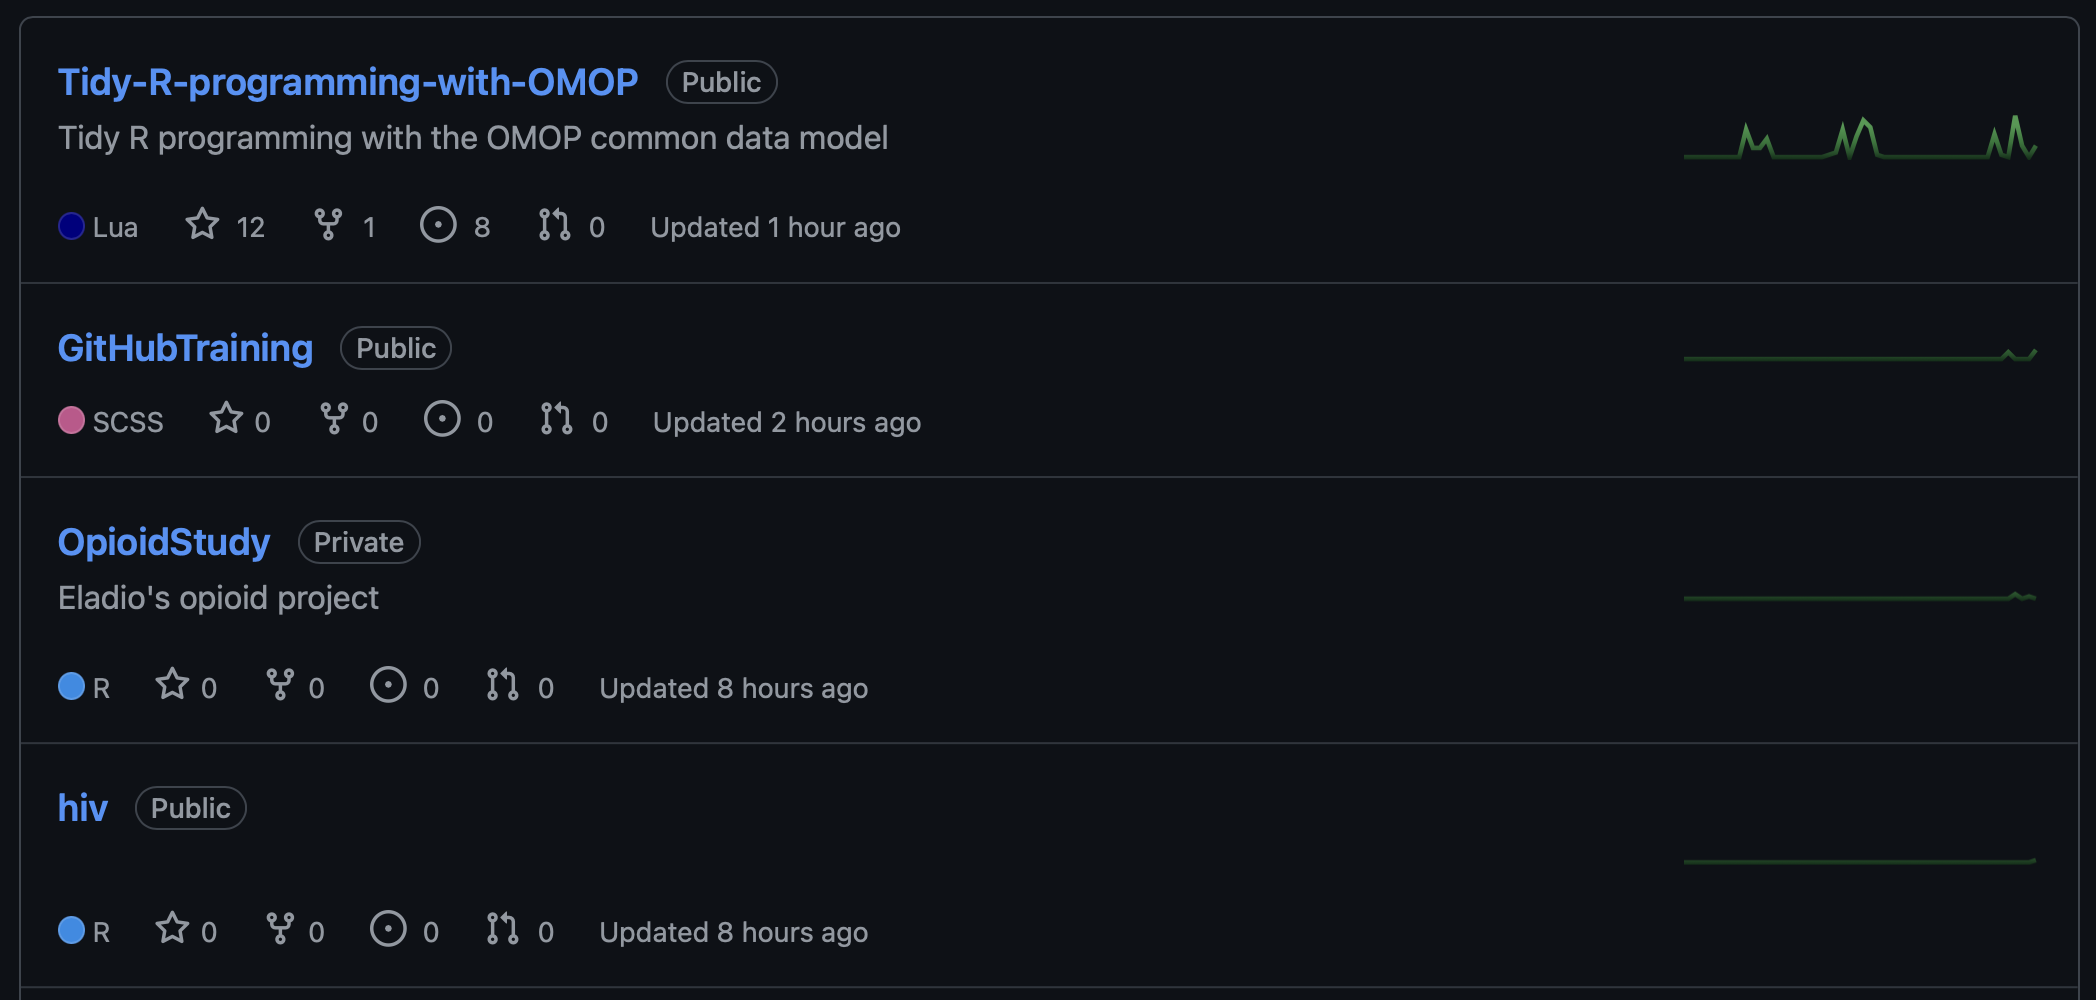 Tidy-R-programming-with-OMOP Public
Tidy R programming with the OMOP common data model
Lua 12 1 8 0 Updated 1 hour ago
GitHubTraining Public
SCSS 0 0 0 0 Updated 2 hours ago
OpioidStudy Private
Eladio's opioid project
R 0 0 0 0 Updated 8 hours ago
hiv Public
R 0 0 0 0 Updated 8 hours ago